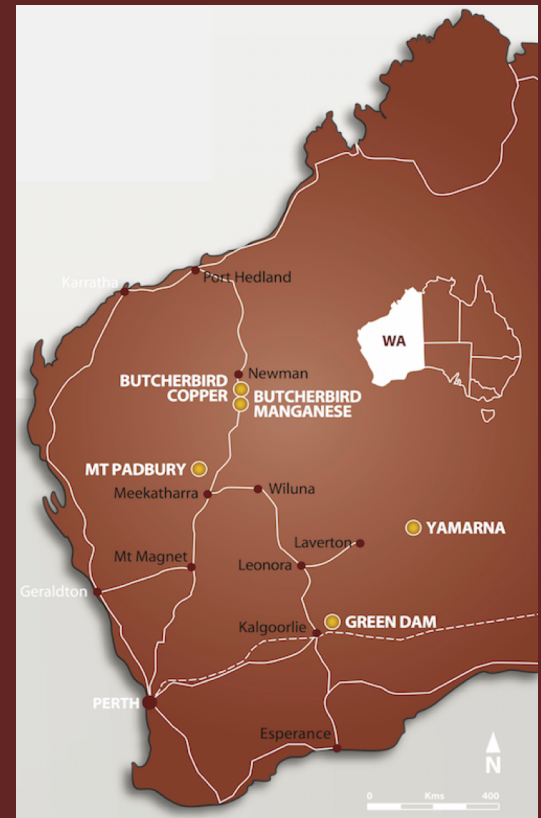 Karratha
Port Hedland
WA
Newman
BUTCHERBIRD
COPPER
BUTCHERBIRD
MANGANESE
MT PADBURY
Meekatharra
Wiluna
YAMARNA
Laverton
Mt Magnet
Leonora
Geraldton
GREEN DAM
Kalgoorlie
PERTH
Esperance
N
0 Kms 400